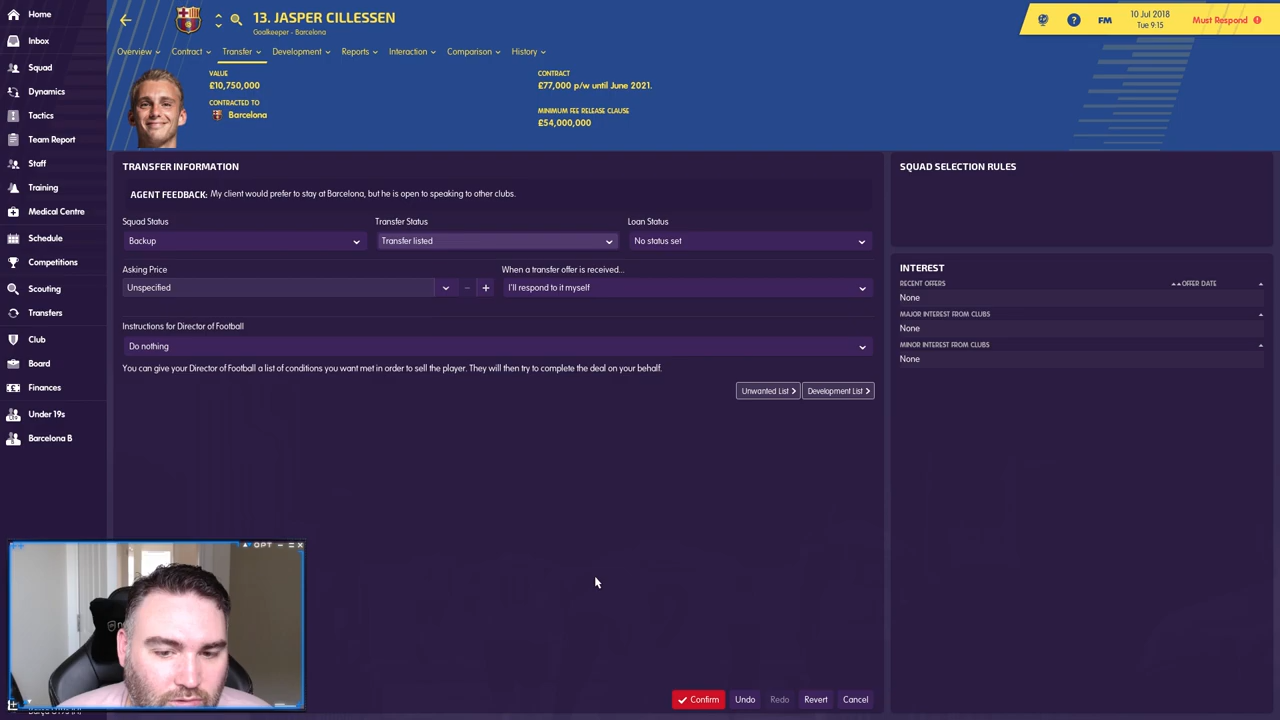 Home
Inbox
Squad
Dynamics
Tactics
Team Report
Staff
Training
Medical Centre
Schedule
Competitions
Scouting
Transfers
Club
Board
Finances
Under 19s
Barcelona B
13. JASPER CILLESSEN
Goalkeeper - Barcelona
FM
10 Jul 2018
Tue 9:15
Must Respond
Overview
Contract
Transfer
Development
Reports
Interaction
Comparison
History
VALUE
£10,750,000
CONTRACTED TO
Barcelona
CONTRACT
£77,000 p/w until June 2021.
MINIMUM FEE RELEASE CLAUSE
£54,000,000
TRANSFER INFORMATION
AGENT FEEDBACK: My client would prefer to stay at Barcelona, but he is open to speaking to other clubs.
Squad Status
Transfer Status
Loan Status
Backup
Transfer listed
No status set
Asking Price
When a transfer offer is received...
Unspecified
I'll respond to it myself
Instructions for Director of Football
Do nothing
You can give your Director of Football a list of conditions you want met in order to sell the player. They will then try to complete the deal on your behalf.
Unwanted List >
Development List >
SQUAD SELECTION RULES
INTEREST
RECENT OFFERS
OFFER DATE
None
MAJOR INTEREST FROM CLUBS
None
MINOR INTEREST FROM CLUBS
None
OPT
Confirm
Undo
Redo
Revert
Cancel